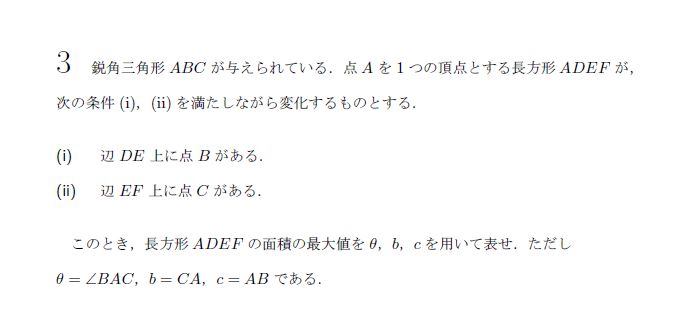 3 鋭角三角形 ABC が与えられている．点 A を 1 つの頂点とする長方形 ADEF が，
次の条件 (i)，(ii) を満たしながら変化するものとする．
(i) 辺 DE 上に点 B がある．
(ii) 辺 EF 上に点 C がある．
このとき，長方形 ADEF の面積の最大値を θ，b，c を用いて表せ．ただし
θ = ∠BAC，b = CA，c = AB である．